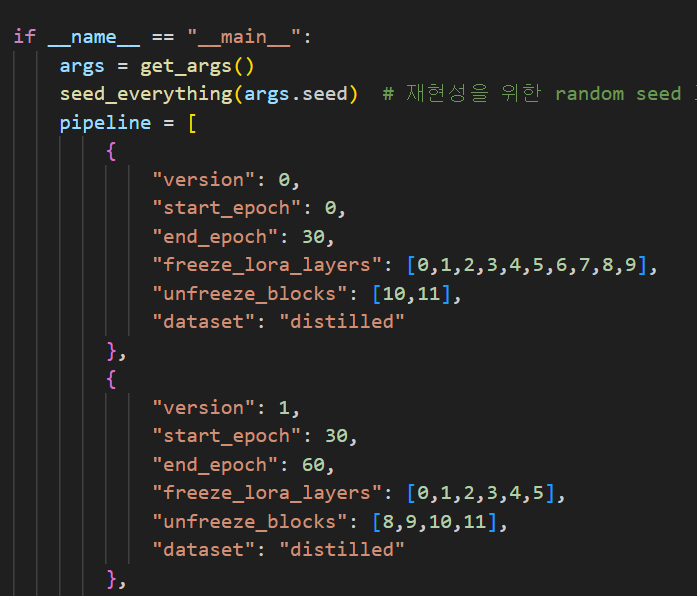 if __name__ == "__main__":
    args = get_args()
    seed_everything(args.seed)  # 재현성을 위한 random seed
    pipeline = [
        {
            "version": 0,
            "start_epoch": 0,
            "end_epoch": 30,
            "freeze_lora_layers": [0,1,2,3,4,5,6,7,8,9],
            "unfreeze_blocks": [10,11],
            "dataset": "distilled"
        },
        {
            "version": 1,
            "start_epoch": 30,
            "end_epoch": 60,
            "freeze_lora_layers": [0,1,2,3,4,5],
            "unfreeze_blocks": [8,9,10,11],
            "dataset": "distilled"
        },